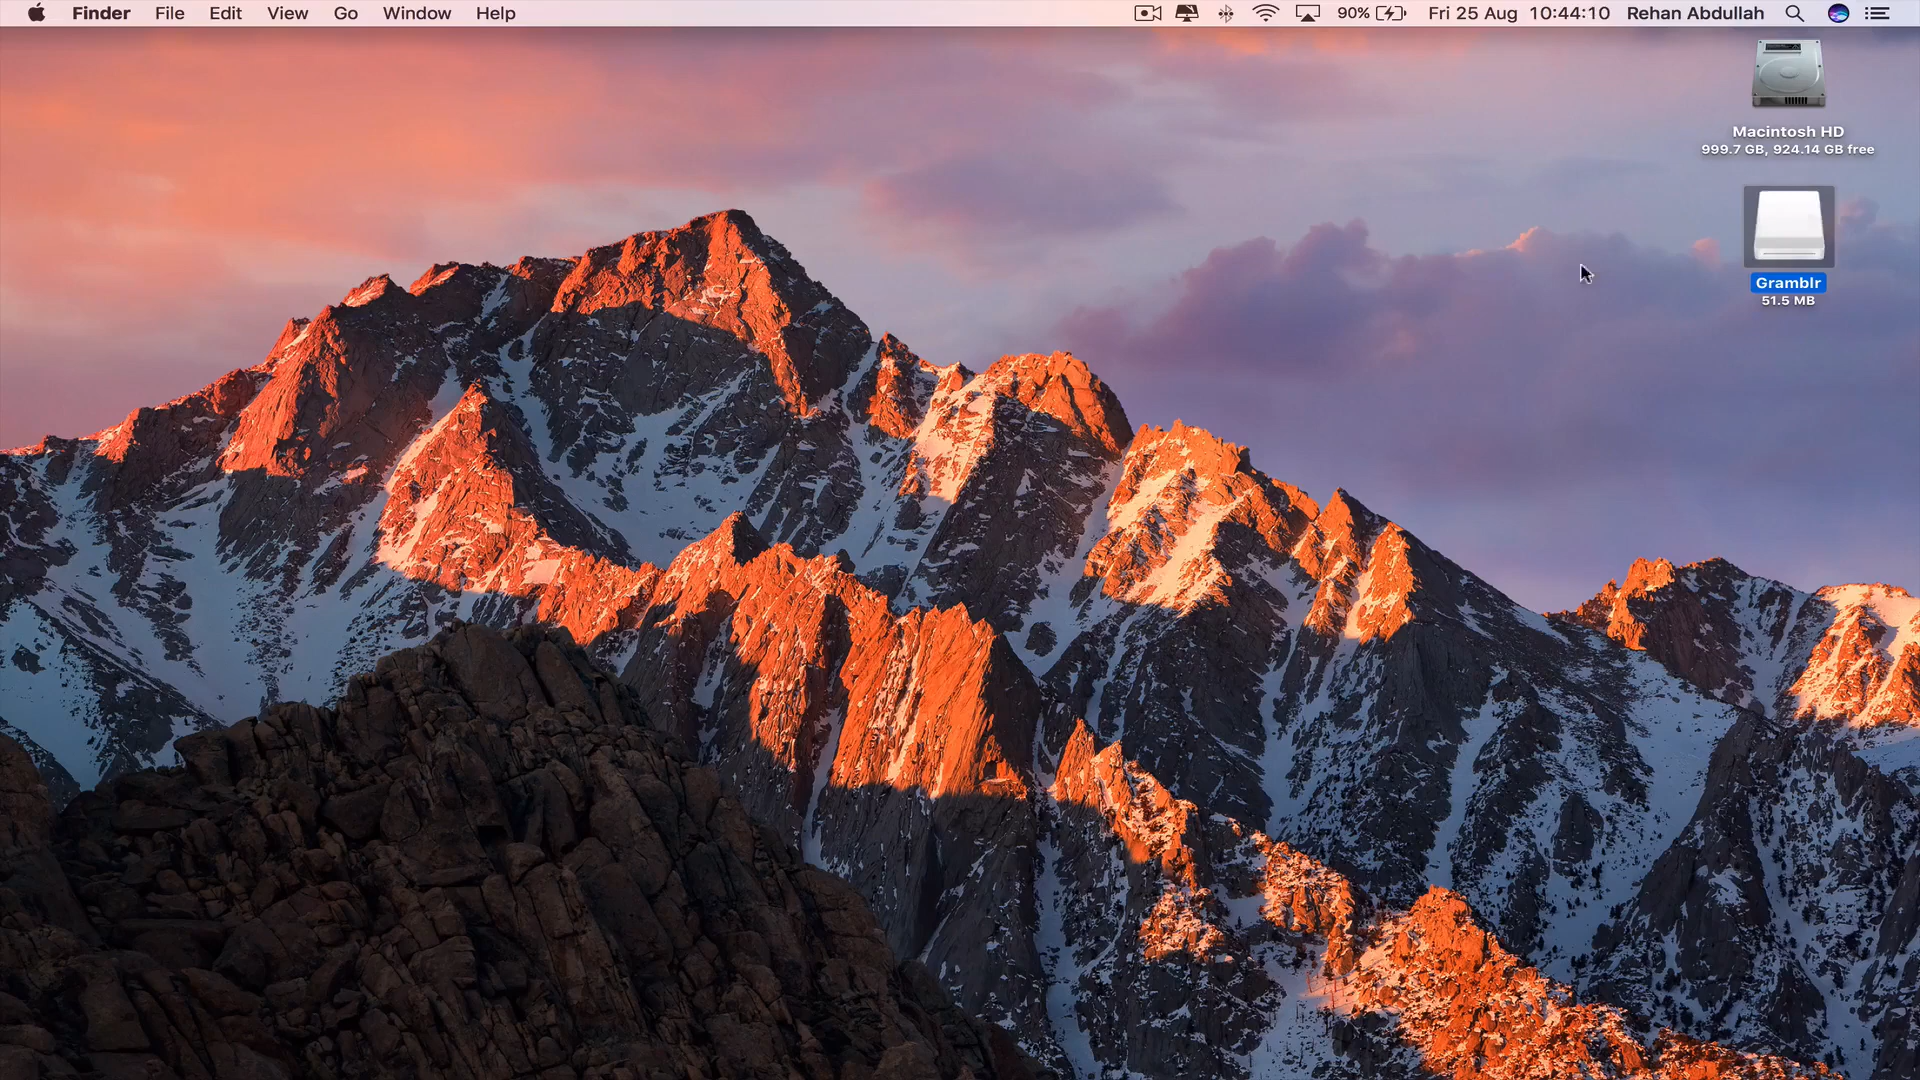 Finder File Edit View Go Window Help 90% Fri 25 Aug 10:44:10 Rehan Abdullah
Macintosh HD
999.7 GB, 924.14 GB free
Gramblr
51.5 MB